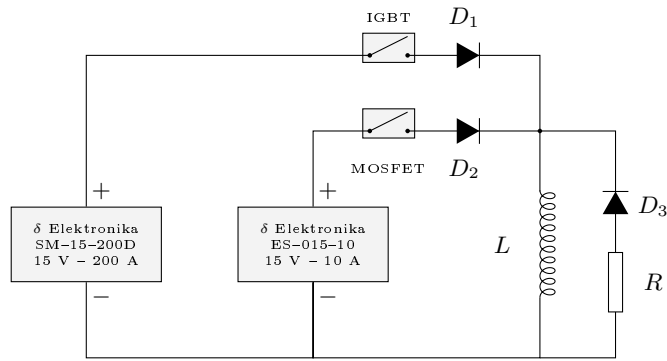 IGBT
D₁
MOSFET
D₂
+
+
δ Elektronika
SM–15–200D
15 V – 200 A
δ Elektronika
ES–015–10
15 V – 10 A
−
−
L
D₃
R